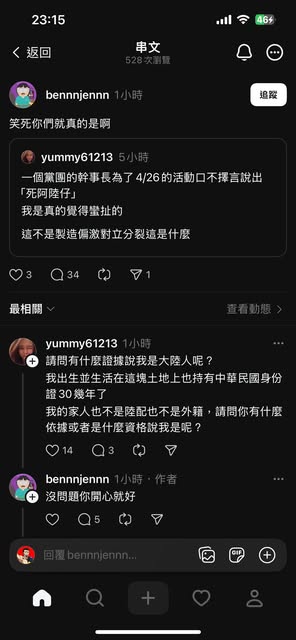 23:15
46
返回
串文
528 次瀏覽
bennnjennn 1小時
追蹤
笑死你們就真的是啊
yummy61213 5小時
一個黨團的幹事長為了 4/26 的活動口不擇言說出
「死阿陸仔」
我是真的覺得蠻扯的
這不是製造偏激對立分裂這是什麼
3 34 1
最相關
查看動態
yummy61213 1小時
請問有什麼證據說我是大陸人呢？
我出生並生活在這塊土地上也持有中華民國身份
證 30 幾年了
我的家人也不是陸配也不是外籍，請問你有什麼
依據或者是什麼資格說我是呢？
14 3
bennnjennn 1小時 · 作者
沒問題你開心就好
5
回覆 bennnjennn...
GIF